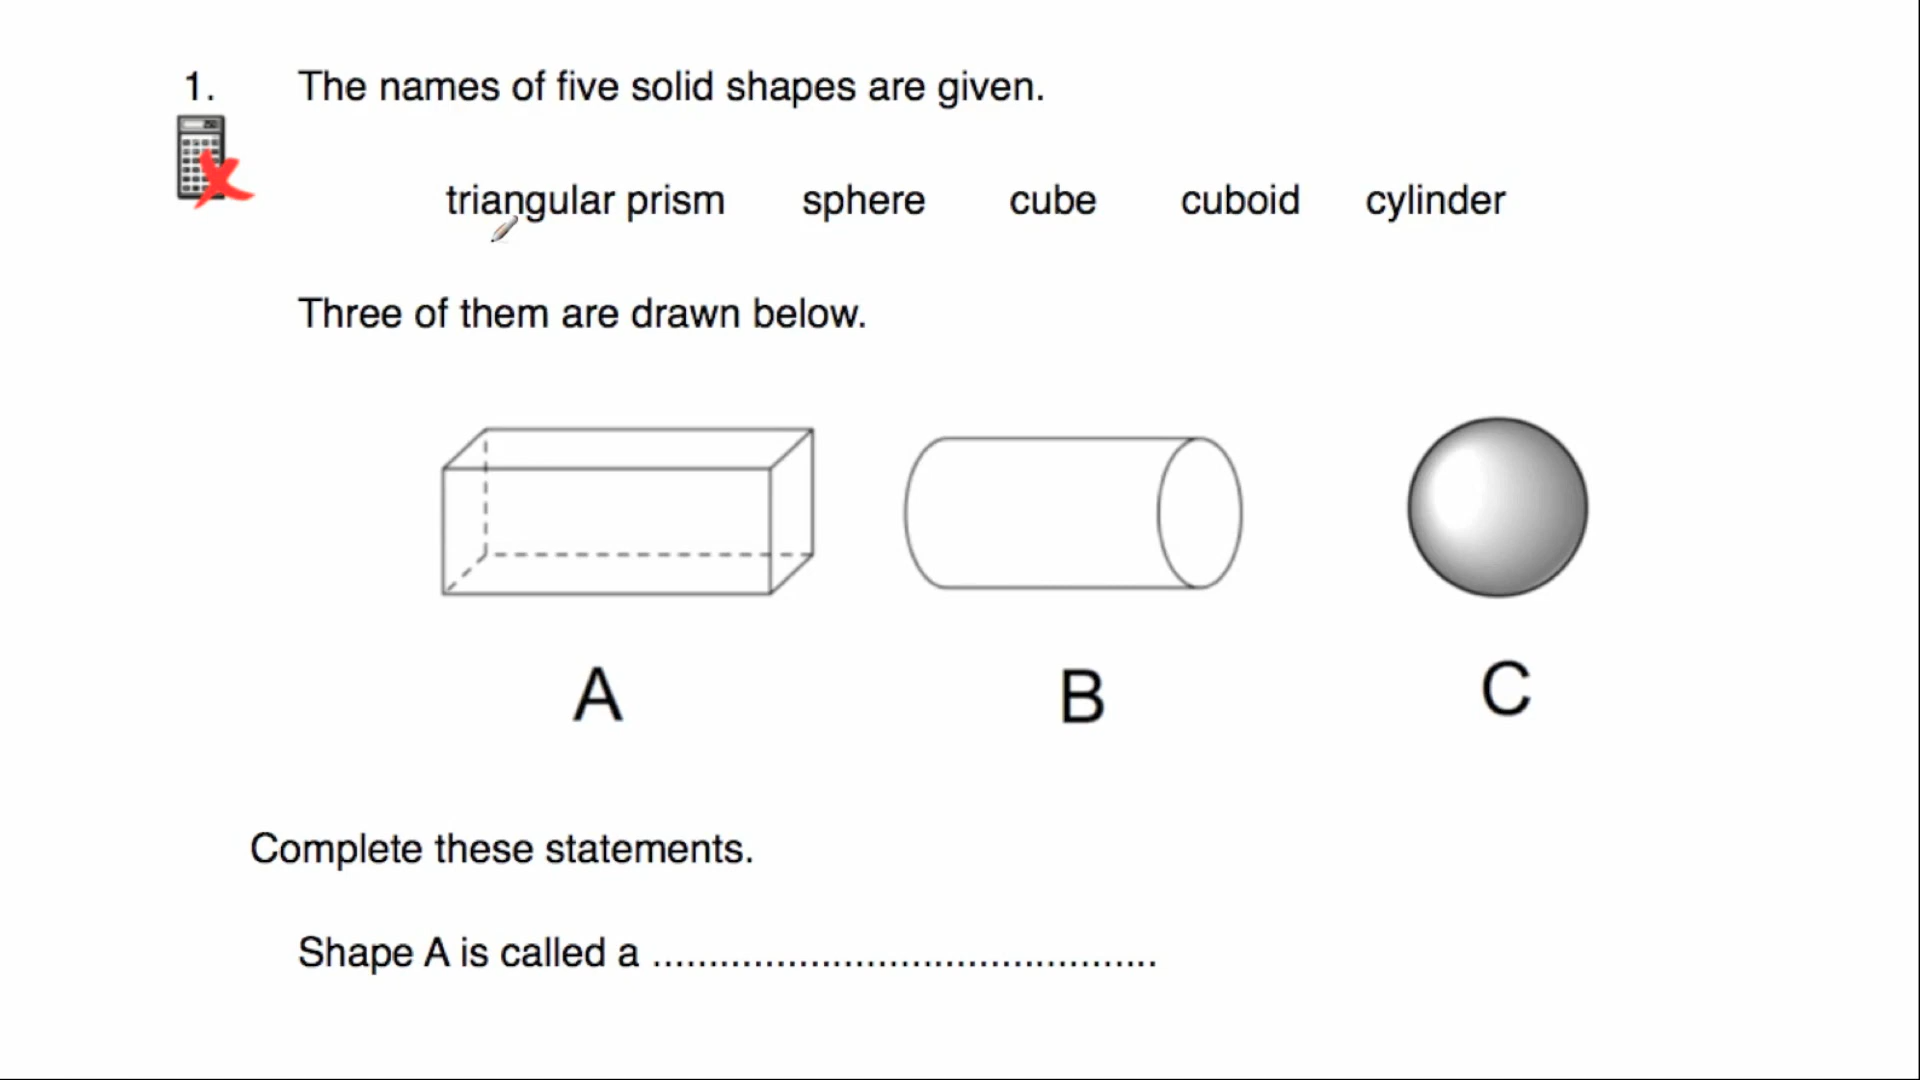 1. The names of five solid shapes are given.
triangular prism sphere cube cuboid cylinder
Three of them are drawn below.
A B C
Complete these statements.
Shape A is called a .............................................